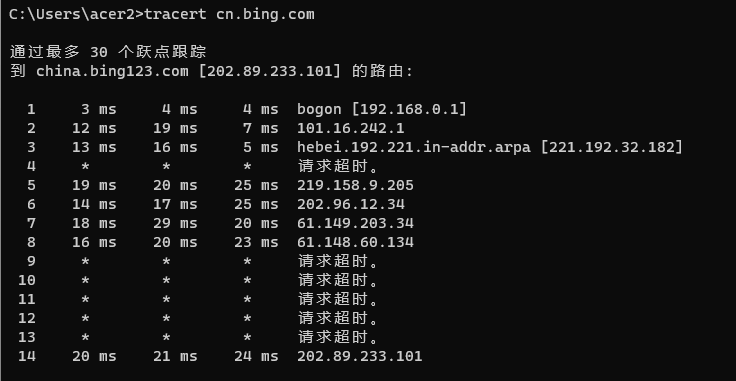 C:\Users\acer2>tracert cn.bing.com
通过最多 30 个跃点跟踪
到 china.bing123.com [202.89.233.101] 的路由:
1 3 ms 4 ms 4 ms bogon [192.168.0.1]
2 12 ms 19 ms 7 ms 101.16.242.1
3 13 ms 16 ms 5 ms hebei.192.221.in-addr.arpa [221.192.32.182]
4 * * * 请求超时。
5 19 ms 20 ms 25 ms 219.158.9.205
6 14 ms 17 ms 25 ms 202.96.12.34
7 18 ms 29 ms 20 ms 61.149.203.34
8 16 ms 20 ms 23 ms 61.148.60.134
9 * * * 请求超时。
10 * * * 请求超时。
11 * * * 请求超时。
12 * * * 请求超时。
13 * * * 请求超时。
14 20 ms 21 ms 24 ms 202.89.233.101